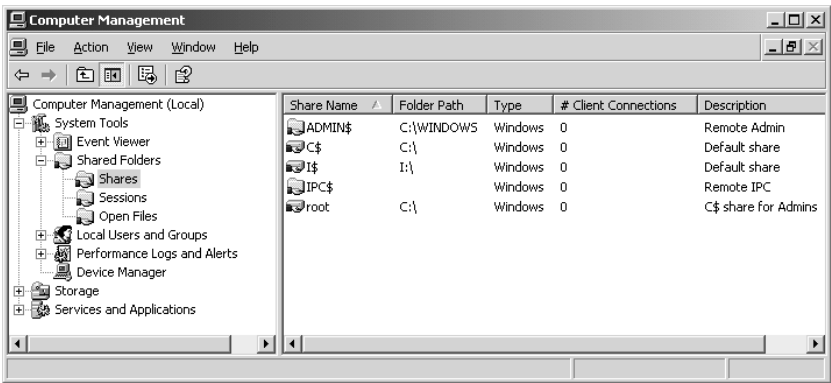 Computer Management
File Action View Window Help
Computer Management (Local)
System Tools
Event Viewer
Shared Folders
Shares
Sessions
Open Files
Local Users and Groups
Performance Logs and Alerts
Device Manager
Storage
Services and Applications
Share Name Folder Path Type # Client Connections Description
ADMIN$ C:\WINDOWS Windows 0 Remote Admin
C$ C:\ Windows 0 Default share
I$ I:\ Windows 0 Default share
IPC$ Windows 0 Remote IPC
root C:\ Windows 0 C$ share for Admins